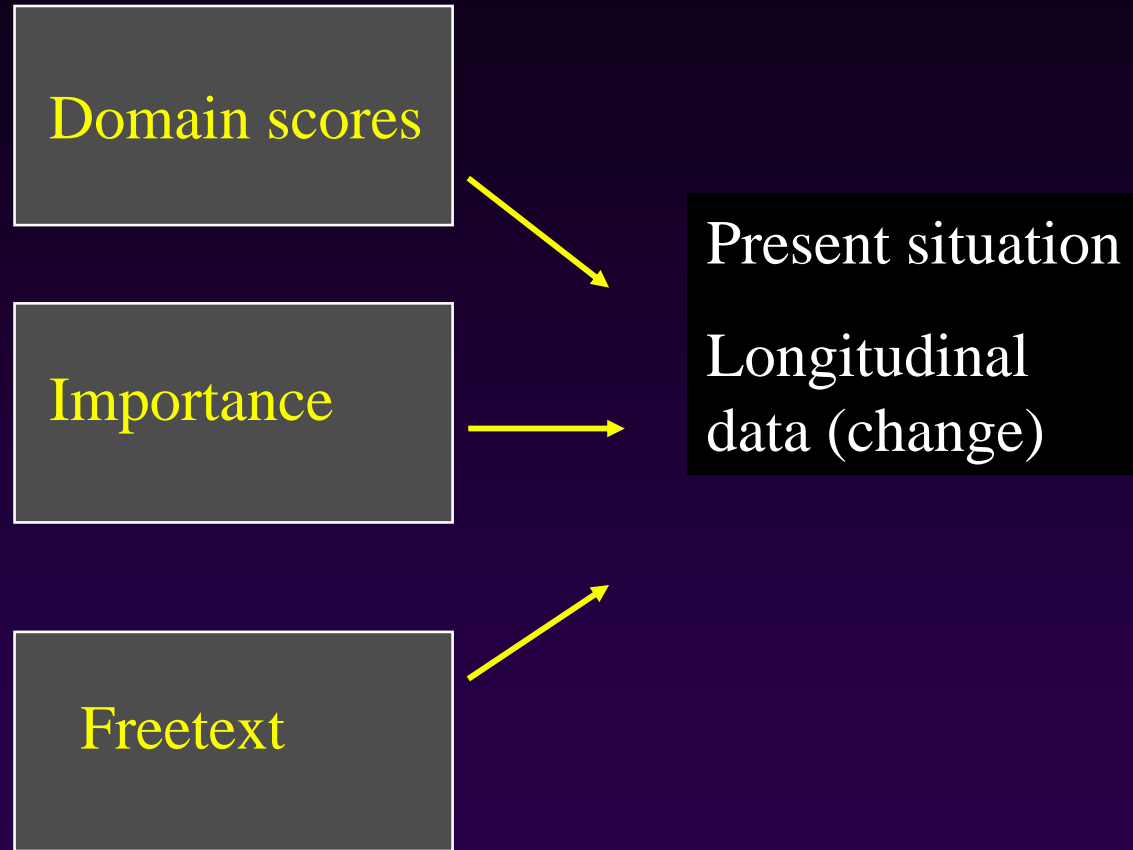 Domain scores
Importance
Freetext
Present situation
Longitudinal
data (change)